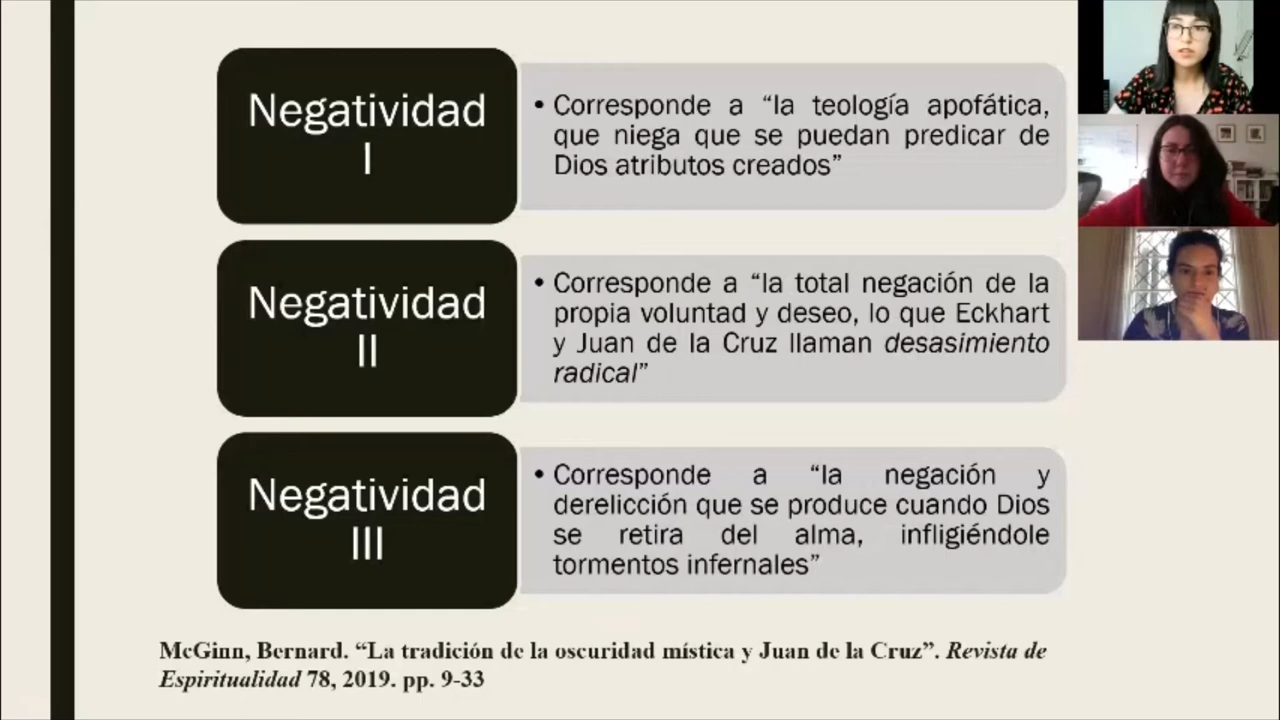 Negatividad
I
• Corresponde a “la teología apofática,
que niega que se puedan predicar de
Dios atributos creados”
Negatividad
II
• Corresponde a “la total negación de la
propia voluntad y deseo, lo que Eckhart
y Juan de la Cruz llaman desasimiento
radical”
Negatividad
III
• Corresponde a “la negación y
derelicción que se produce cuando Dios
se retira del alma, infligiéndole
tormentos infernales”
McGinn, Bernard. “La tradición de la oscuridad mística y Juan de la Cruz”. Revista de
Espiritualidad 78, 2019. pp. 9-33